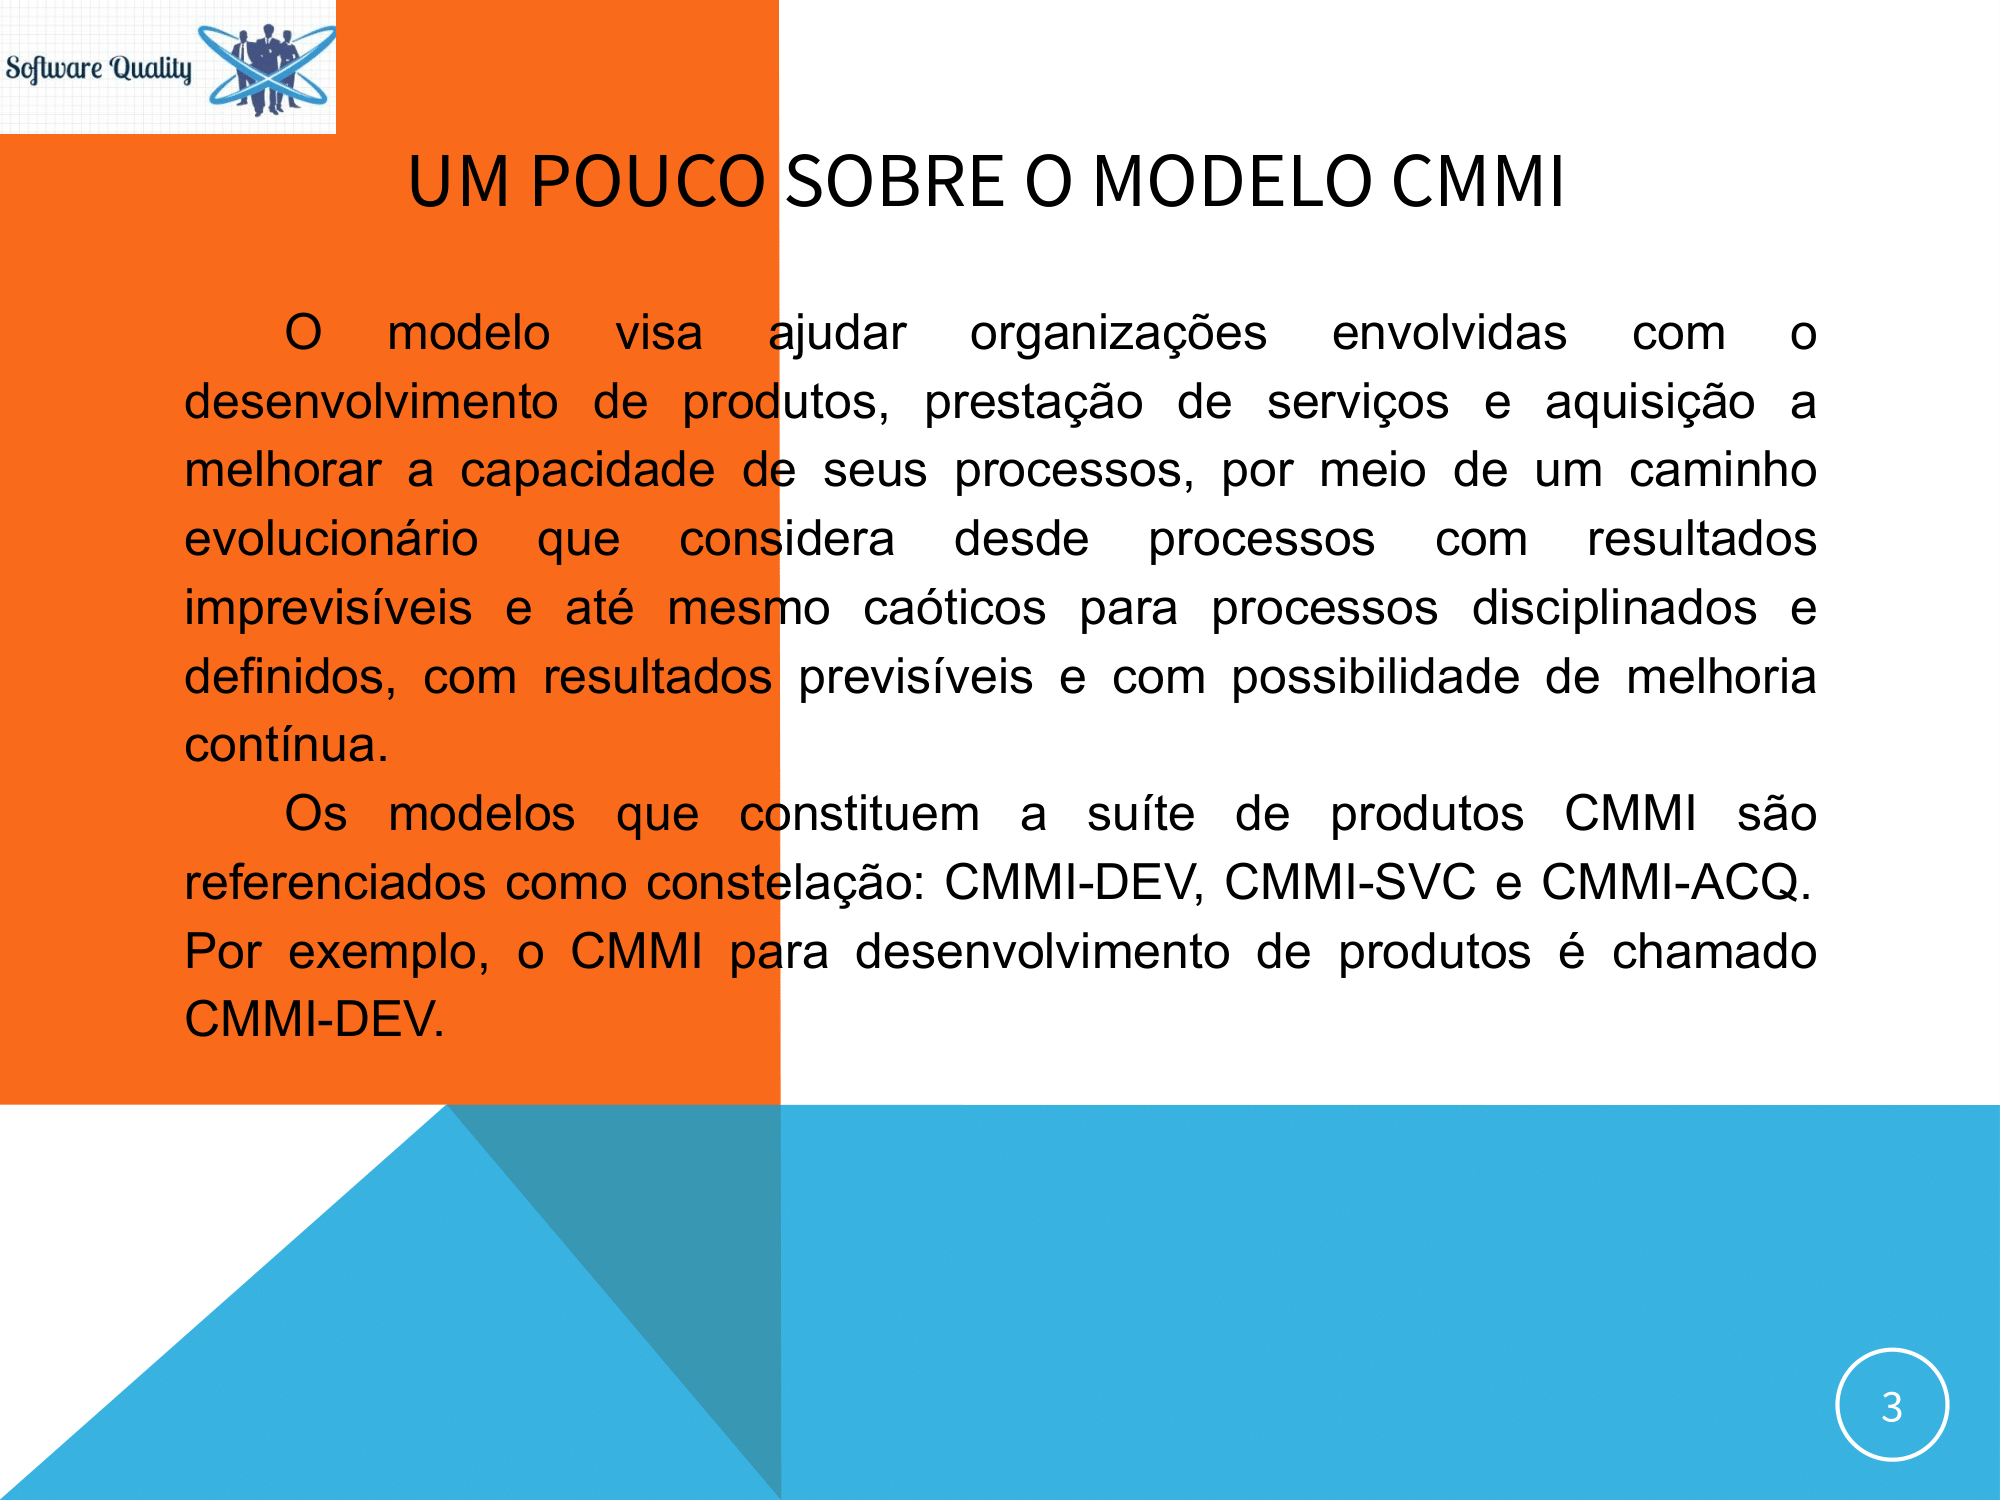 Software Quality
UM POUCO SOBRE O MODELO CMMI
O modelo visa ajudar organizações envolvidas com o
desenvolvimento de produtos, prestação de serviços e aquisição a
melhorar a capacidade de seus processos, por meio de um caminho
evolucionário que considera desde processos com resultados
imprevisíveis e até mesmo caóticos para processos disciplinados e
definidos, com resultados previsíveis e com possibilidade de melhoria
contínua.
Os modelos que constituem a suíte de produtos CMMI são
referenciados como constelação: CMMI-DEV, CMMI-SVC e CMMI-ACQ.
Por exemplo, o CMMI para desenvolvimento de produtos é chamado
CMMI-DEV.
3